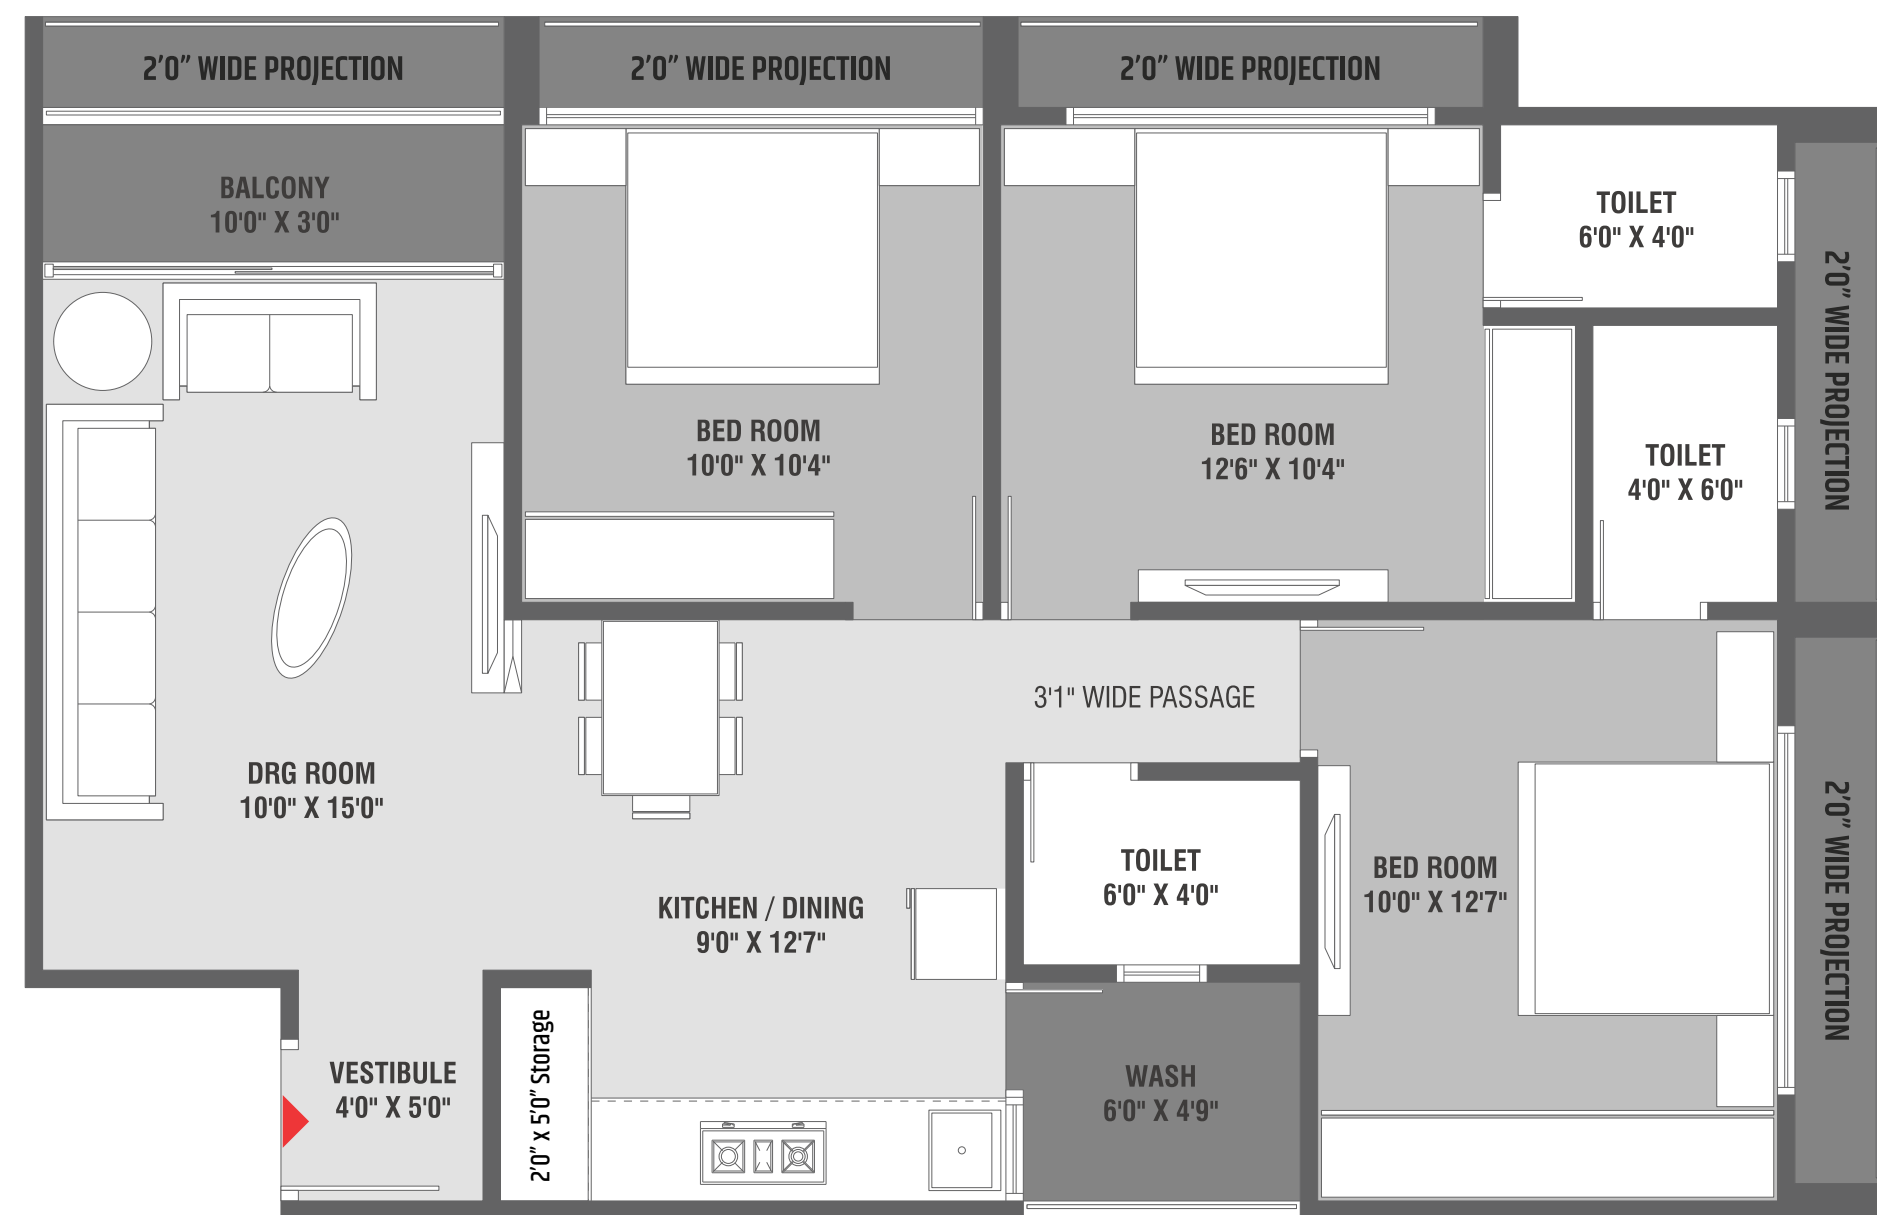 2'0" WIDE PROJECTION
2'0" WIDE PROJECTION
2'0" WIDE PROJECTION
BALCONY
10'0" X 3'0"
TOILET
6'0" X 4'0"
2'0" WIDE PROJECTION
BED ROOM
10'0" X 10'4"
BED ROOM
12'6" X 10'4"
TOILET
4'0" X 6'0"
3'1" WIDE PASSAGE
DRG ROOM
10'0" X 15'0"
KITCHEN / DINING
9'0" X 12'7"
TOILET
6'0" X 4'0"
BED ROOM
10'0" X 12'7"
2'0" WIDE PROJECTION
VESTIBULE
4'0" X 5'0"
2'0" x 5'0" Storage
WASH
6'0" X 4'9"